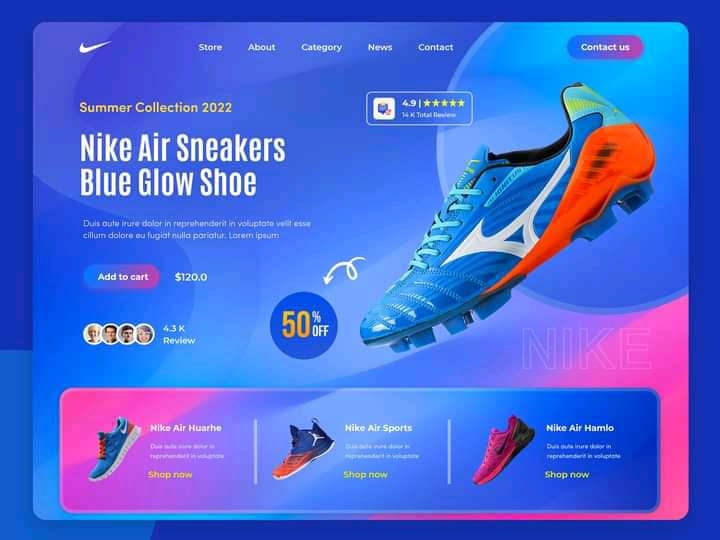 Store About Category News Contact Contact us
Summer Collection 2022
4.9 |
14 K Total Review
Nike Air Sneakers
Blue Glow Shoe
Duis aute irure dolor in reprehenderit in voluptate velit esse
cillum dolore eu fugiat nulla pariatur. Lorem ipsum
Add to cart $120.0
50% OFF
4.3 K
Review
NIKE
Nike Air Huarhe
Duis aute irure dolor in
reprehenderit in voluptate
Shop now
Nike Air Sports
Duis aute irure dolor in
reprehenderit in voluptate
Shop now
Nike Air Hamlo
Duis aute irure dolor in
reprehenderit in voluptate
Shop now